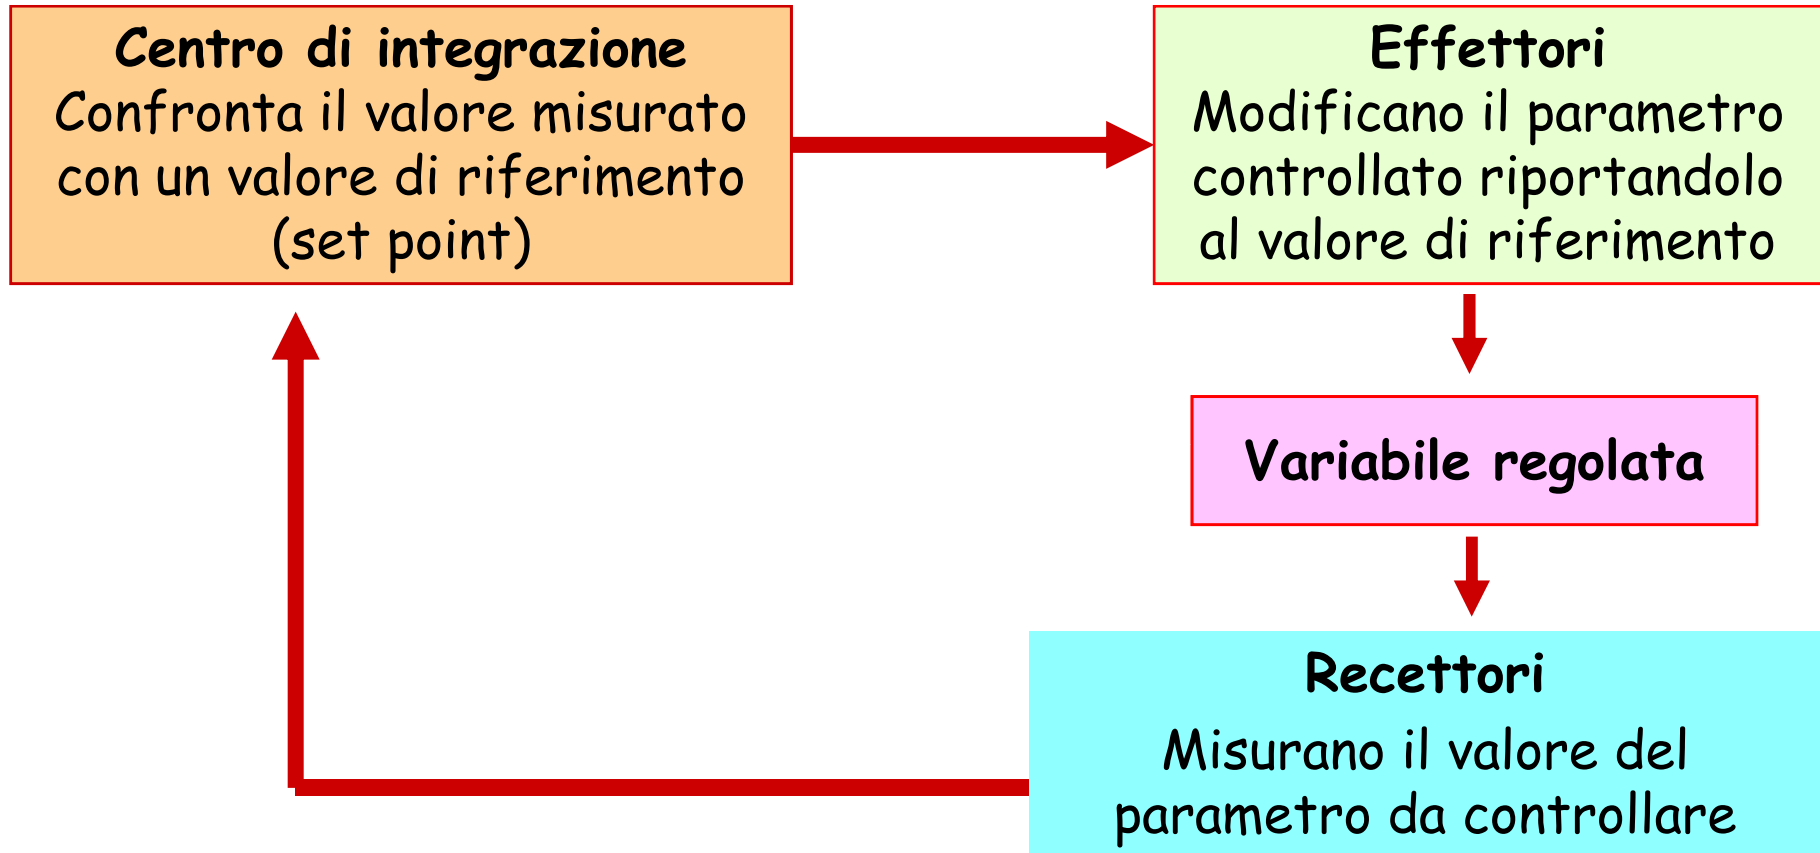 Centro di integrazione
Confronta il valore misurato
con un valore di riferimento
(set point)
Effettori
Modificano il parametro
controllato riportandolo
al valore di riferimento
Variabile regolata
Recettori
Misurano il valore del
parametro da controllare